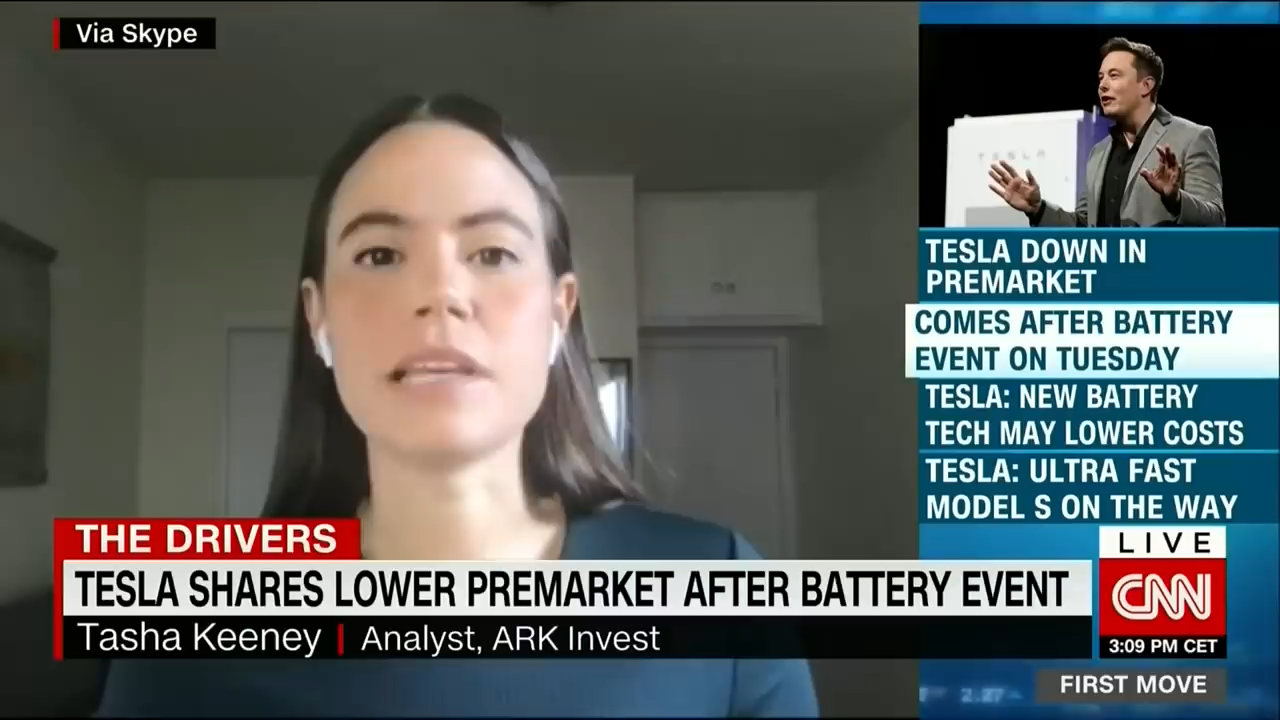 Via Skype
TESLA
TESLA DOWN IN
PREMARKET
COMES AFTER BATTERY
EVENT ON TUESDAY
TESLA: NEW BATTERY
TECH MAY LOWER COSTS
TESLA: ULTRA FAST
MODEL S ON THE WAY
THE DRIVERS
TESLA SHARES LOWER PREMARKET AFTER BATTERY EVENT
Tasha Keeney | Analyst, ARK Invest
LIVE
CNN
3:09 PM CET
FIRST MOVE